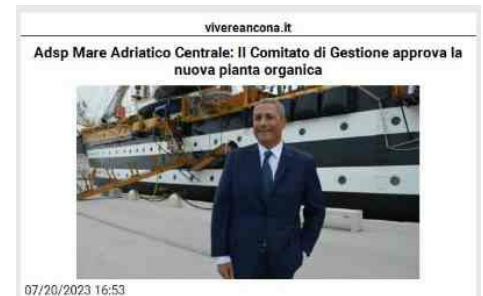 vivereancona.it
Adsp Mare Adriatico Centrale: Il Comitato di Gestione approva la
nuova pianta organica
07/20/2023 16:53